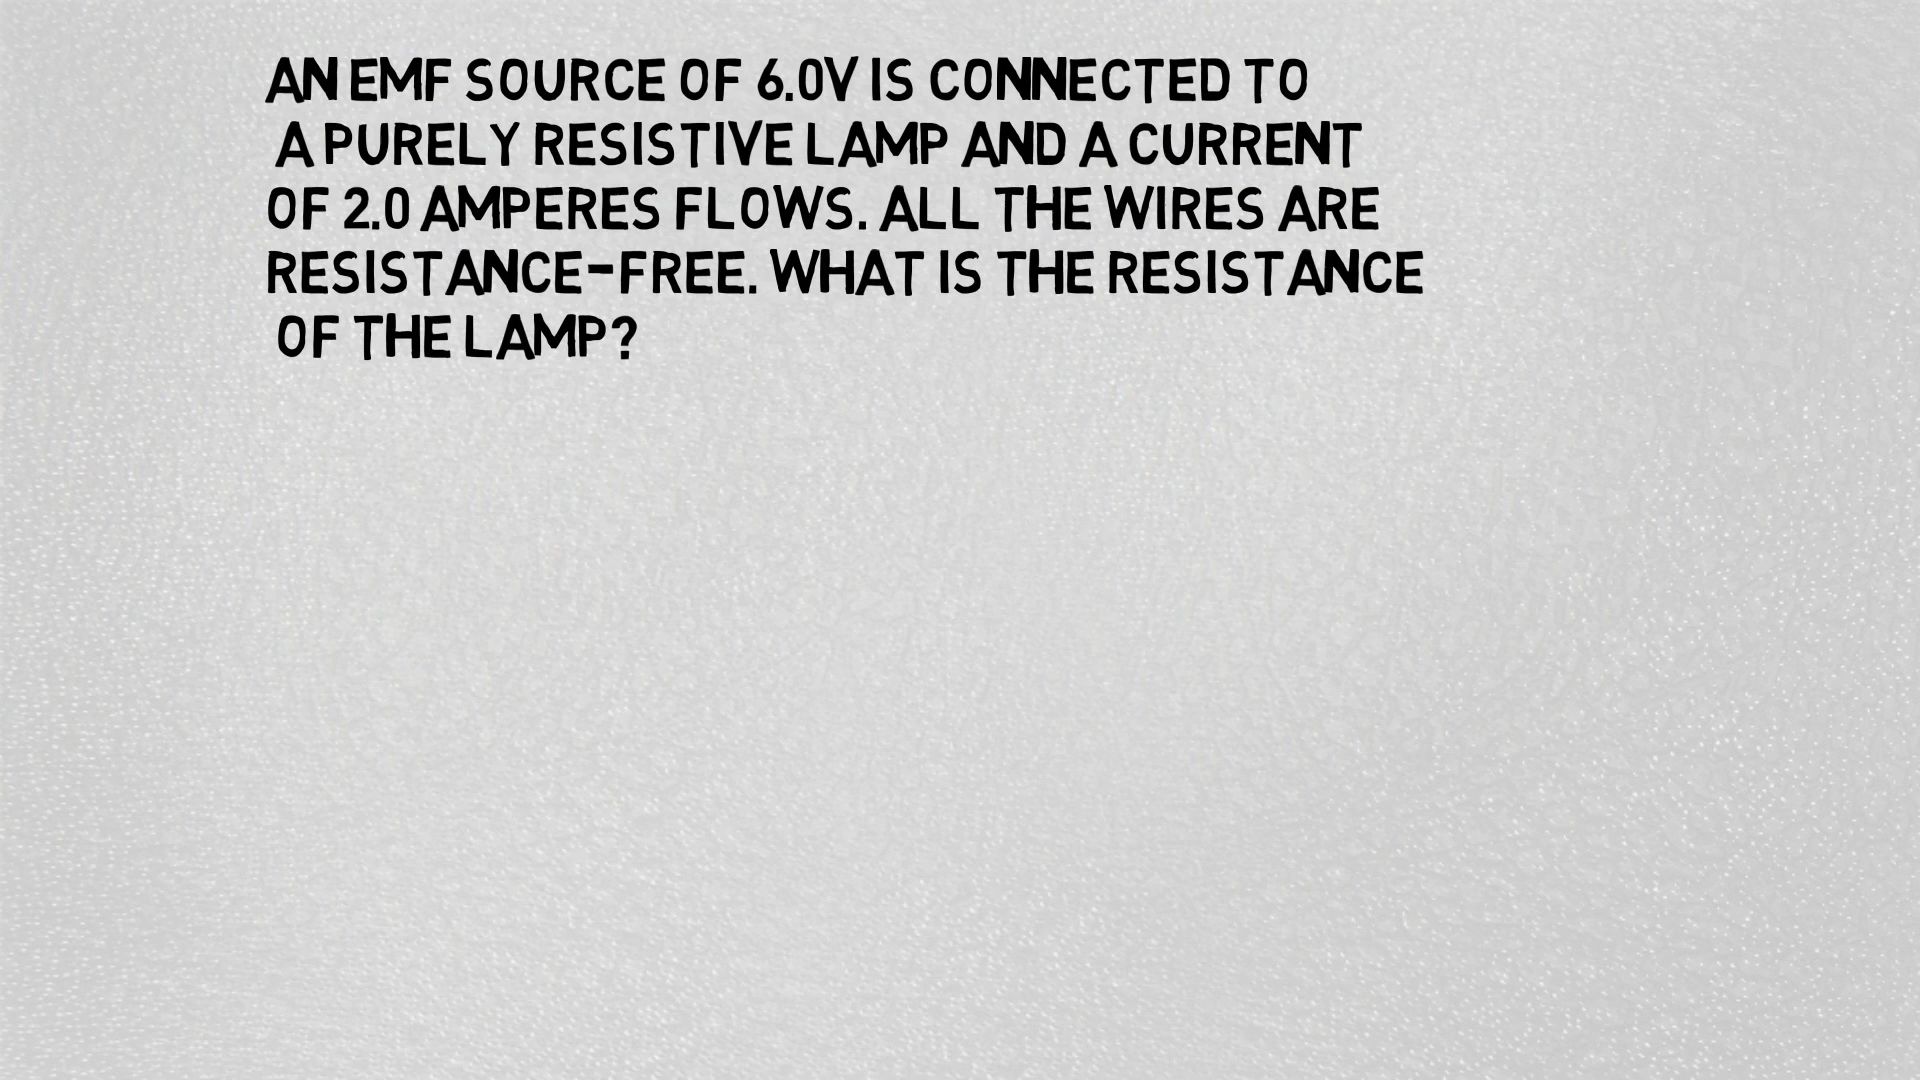 AN EMF SOURCE OF 6.0V IS CONNECTED TO
A PURELY RESISTIVE LAMP AND A CURRENT
OF 2.0 AMPERES FLOWS. ALL THE WIRES ARE
RESISTANCE-FREE. WHAT IS THE RESISTANCE
OF THE LAMP?